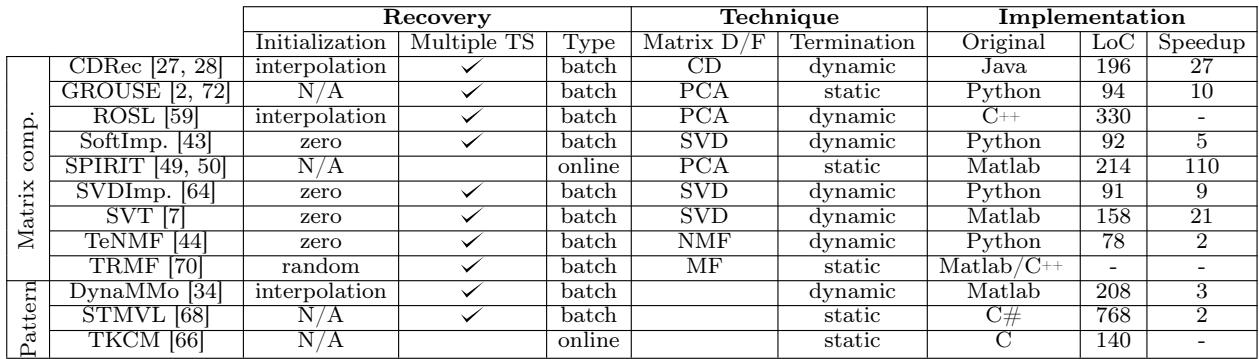 Recovery Technique Implementation
Initialization Multiple TS Type Matrix D/F Termination Original LoC Speedup
Matrix comp.
CDRec [27, 28] interpolation ✓ batch CD dynamic Java 196 27
GROUSE [2, 72] N/A ✓ batch PCA static Python 94 10
ROSL [59] interpolation ✓ batch PCA dynamic C++ 330 -
SoftImp. [43] zero ✓ batch SVD dynamic Python 92 5
SPIRIT [49, 50] N/A online PCA static Matlab 214 110
SVDImp. [64] zero ✓ batch SVD dynamic Python 91 9
SVT [7] zero ✓ batch SVD dynamic Matlab 158 21
TeNMF [44] zero ✓ batch NMF dynamic Python 78 2
TRMF [70] random ✓ batch MF static Matlab/C++ - -
Pattern
DynaMMo [34] interpolation ✓ batch dynamic Matlab 208 3
STMVL [68] N/A ✓ batch static C# 768 2
TKCM [66] N/A online static C 140 -